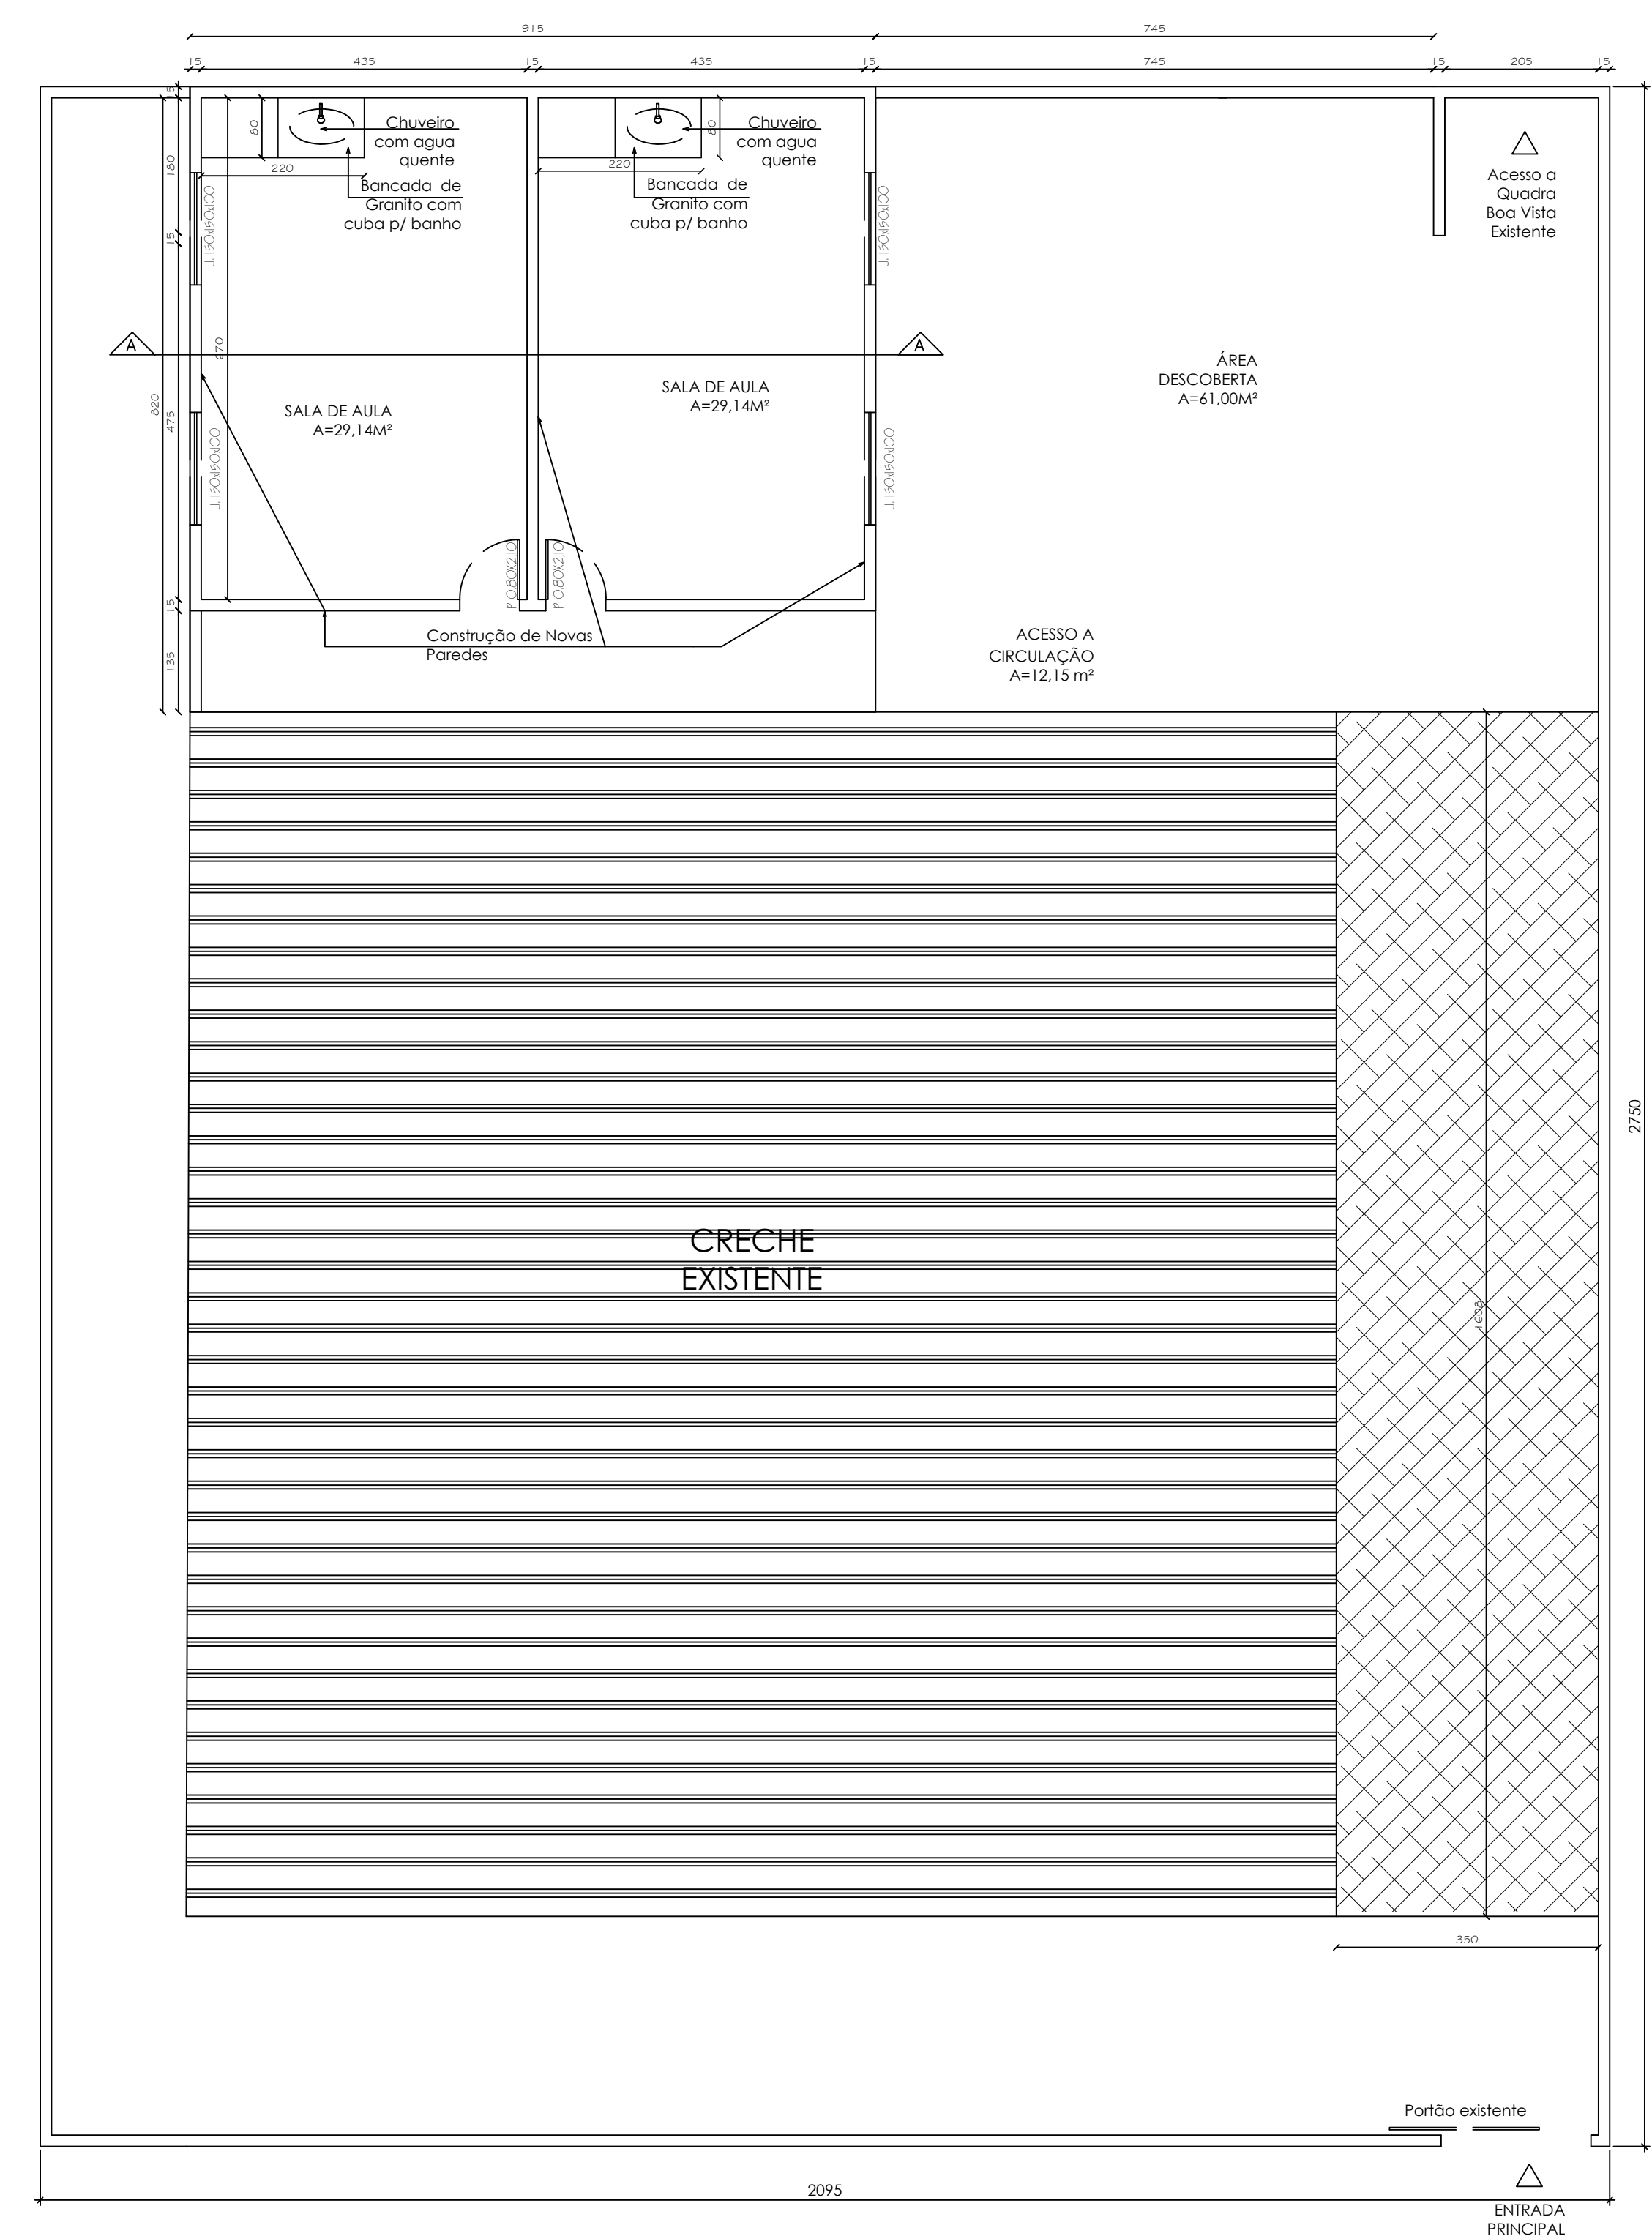 915
745
15
435
15
435
15
745
15
205
15
15
80
Chuveiro
com agua
quente
80
Chuveiro
com agua
quente
220
220
Bancada de
Granito com
cuba p/ banho
Bancada de
Granito com
cuba p/ banho
Acesso a
Quadra
Boa Vista
Existente
180
15
J. 150x150x100
J. 150x150x100
A
A
670
820
475
ÁREA
DESCOBERTA
A=61,00M²
SALA DE AULA
A=29,14M²
SALA DE AULA
A=29,14M²
J. 150x150x100
J. 150x150x100
P 0.80X2.10
P 0.80X2.10
15
135
Construção de Novas
Paredes
ACESSO A
CIRCULAÇÃO
A=12,15 m²
2750
CRECHE
EXISTENTE
1608
350
Portão existente
2095
ENTRADA
PRINCIPAL